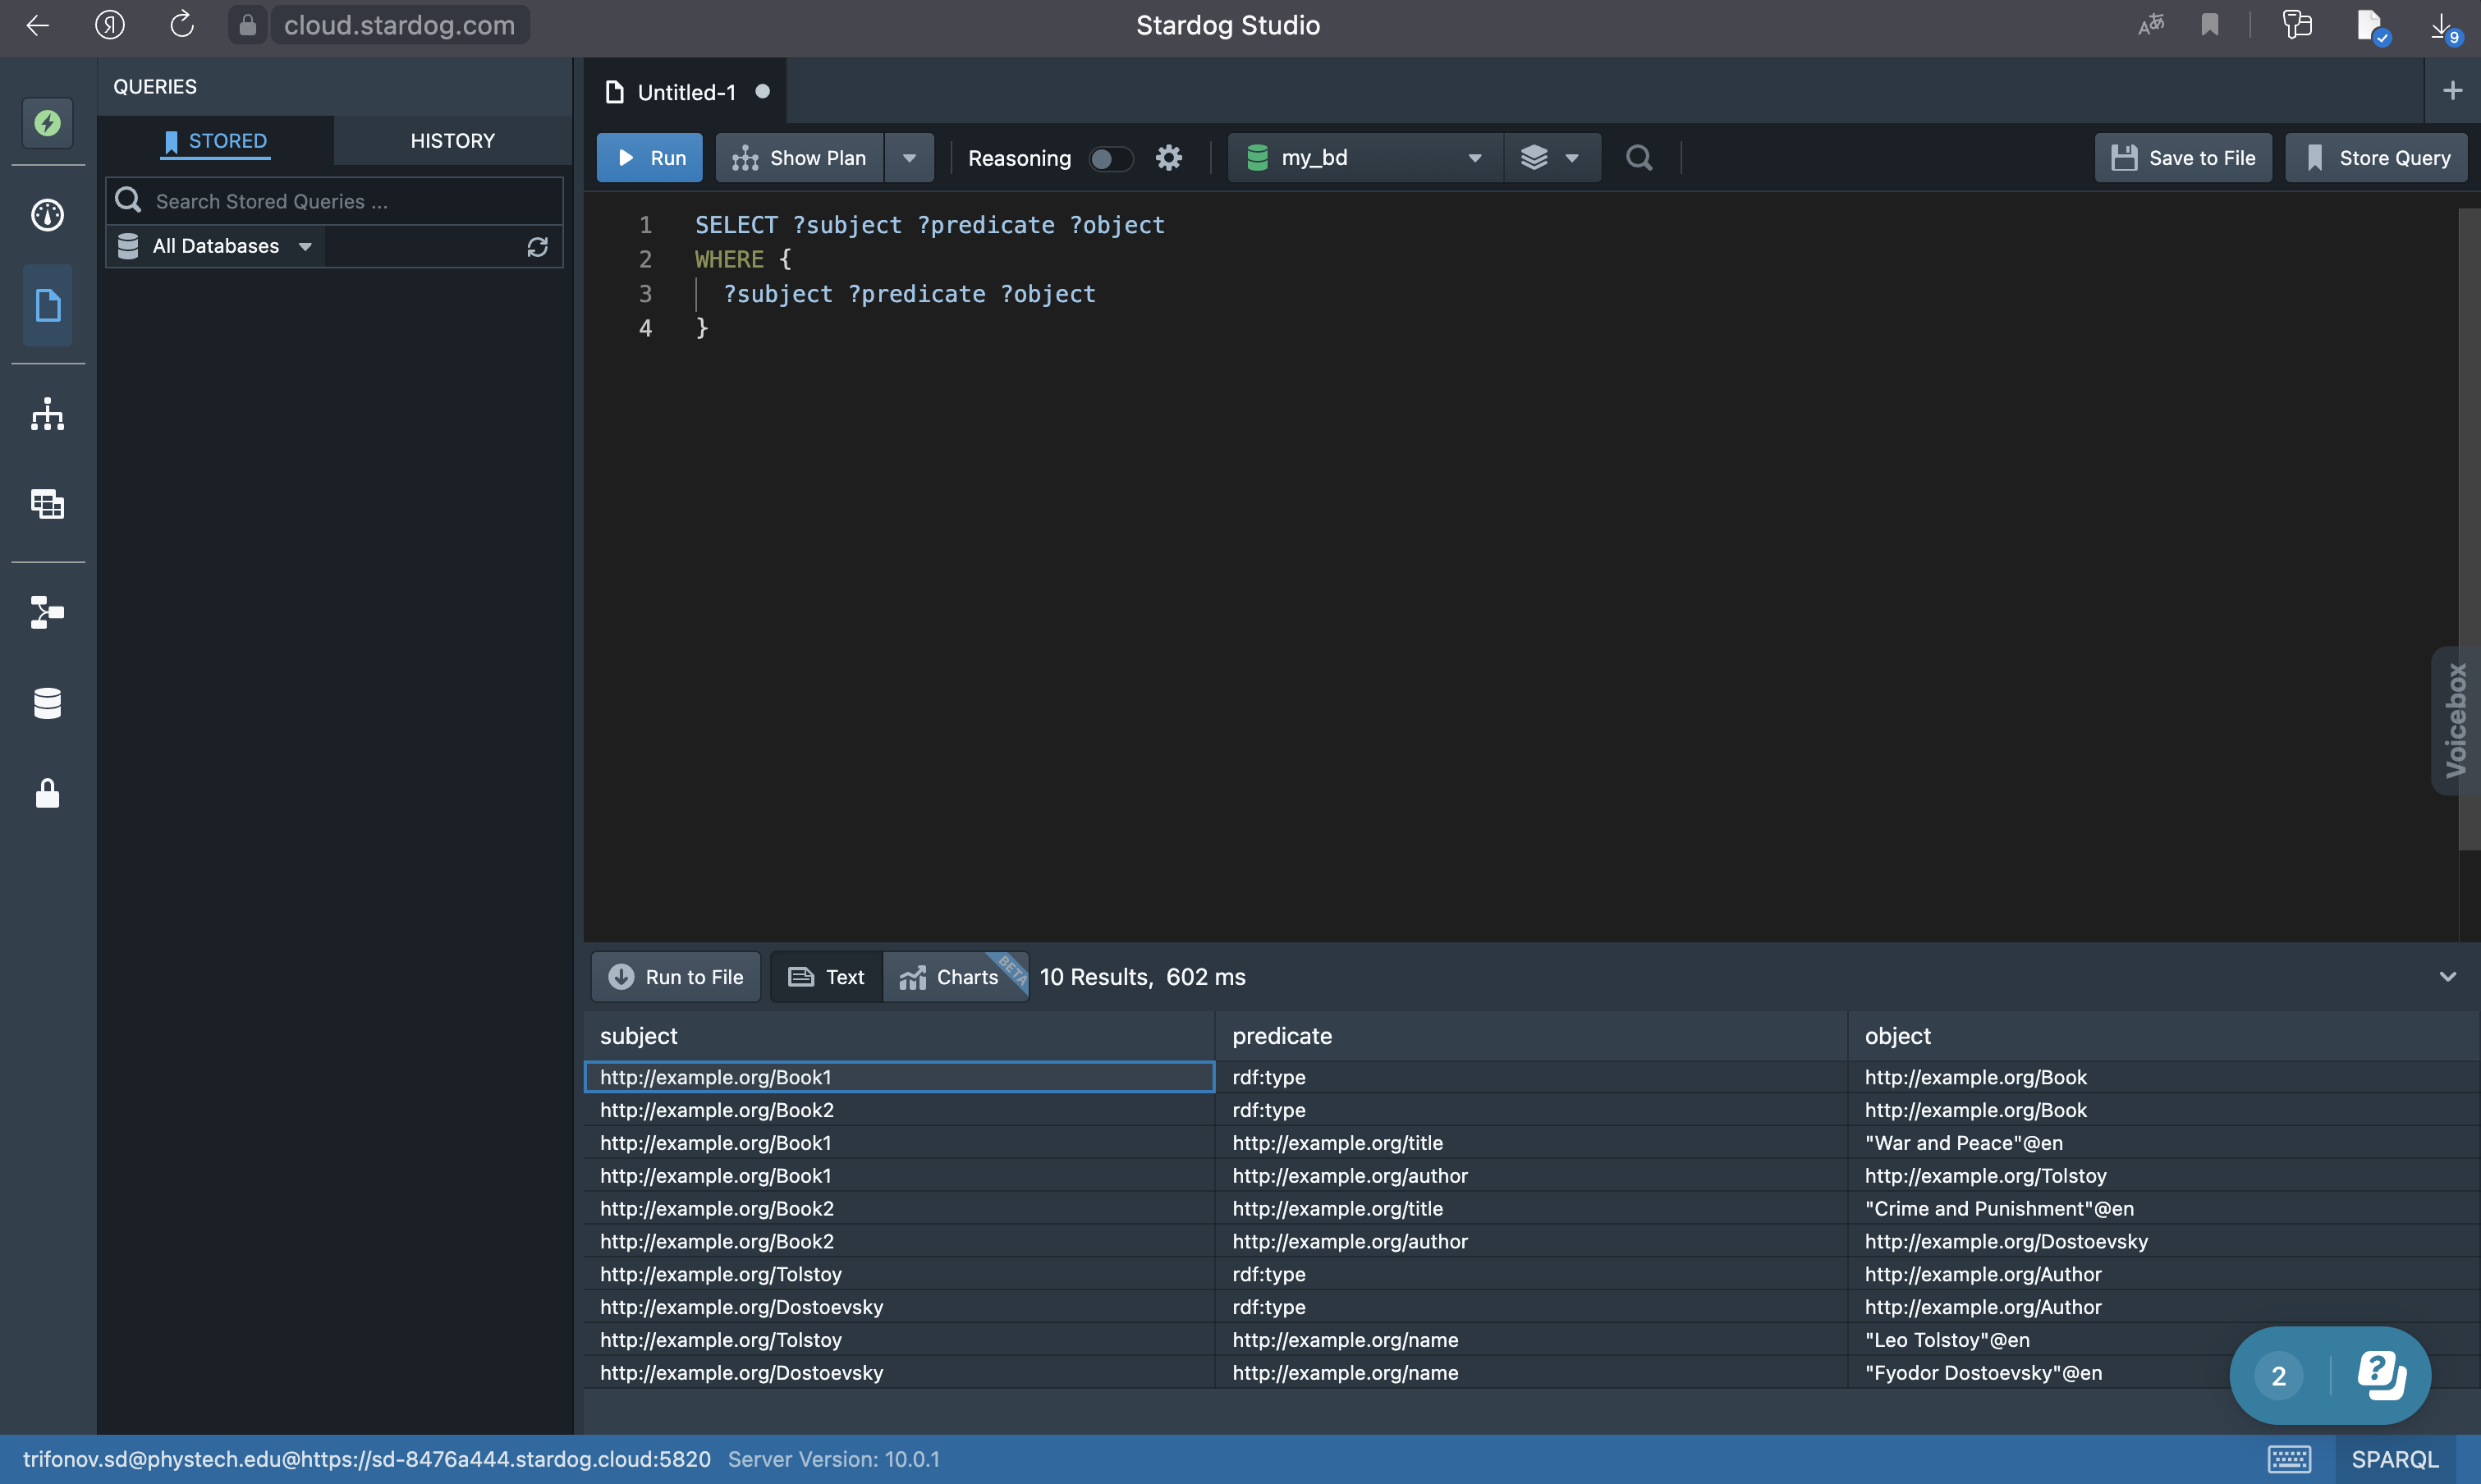 cloud.stardog.com
Stardog Studio
9
QUERIES
STORED
HISTORY
Search Stored Queries ...
All Databases
Untitled-1
Run
Show Plan
Reasoning
my_bd
Save to File
Store Query
1 SELECT ?subject ?predicate ?object
2 WHERE {
3 ?subject ?predicate ?object
4 }
Voicebox
Run to File
Text
Charts
BETA
10 Results, 602 ms
subject predicate object
http://example.org/Book1 rdf:type http://example.org/Book
http://example.org/Book2 rdf:type http://example.org/Book
http://example.org/Book1 http://example.org/title "War and Peace"@en
http://example.org/Book1 http://example.org/author http://example.org/Tolstoy
http://example.org/Book2 http://example.org/title "Crime and Punishment"@en
http://example.org/Book2 http://example.org/author http://example.org/Dostoevsky
http://example.org/Tolstoy rdf:type http://example.org/Author
http://example.org/Dostoevsky rdf:type http://example.org/Author
http://example.org/Tolstoy http://example.org/name "Leo Tolstoy"@en
http://example.org/Dostoevsky http://example.org/name "Fyodor Dostoevsky"@en
2
trifonov.sd@phystech.edu@https://sd-8476a444.stardog.cloud:5820 Server Version: 10.0.1
SPARQL